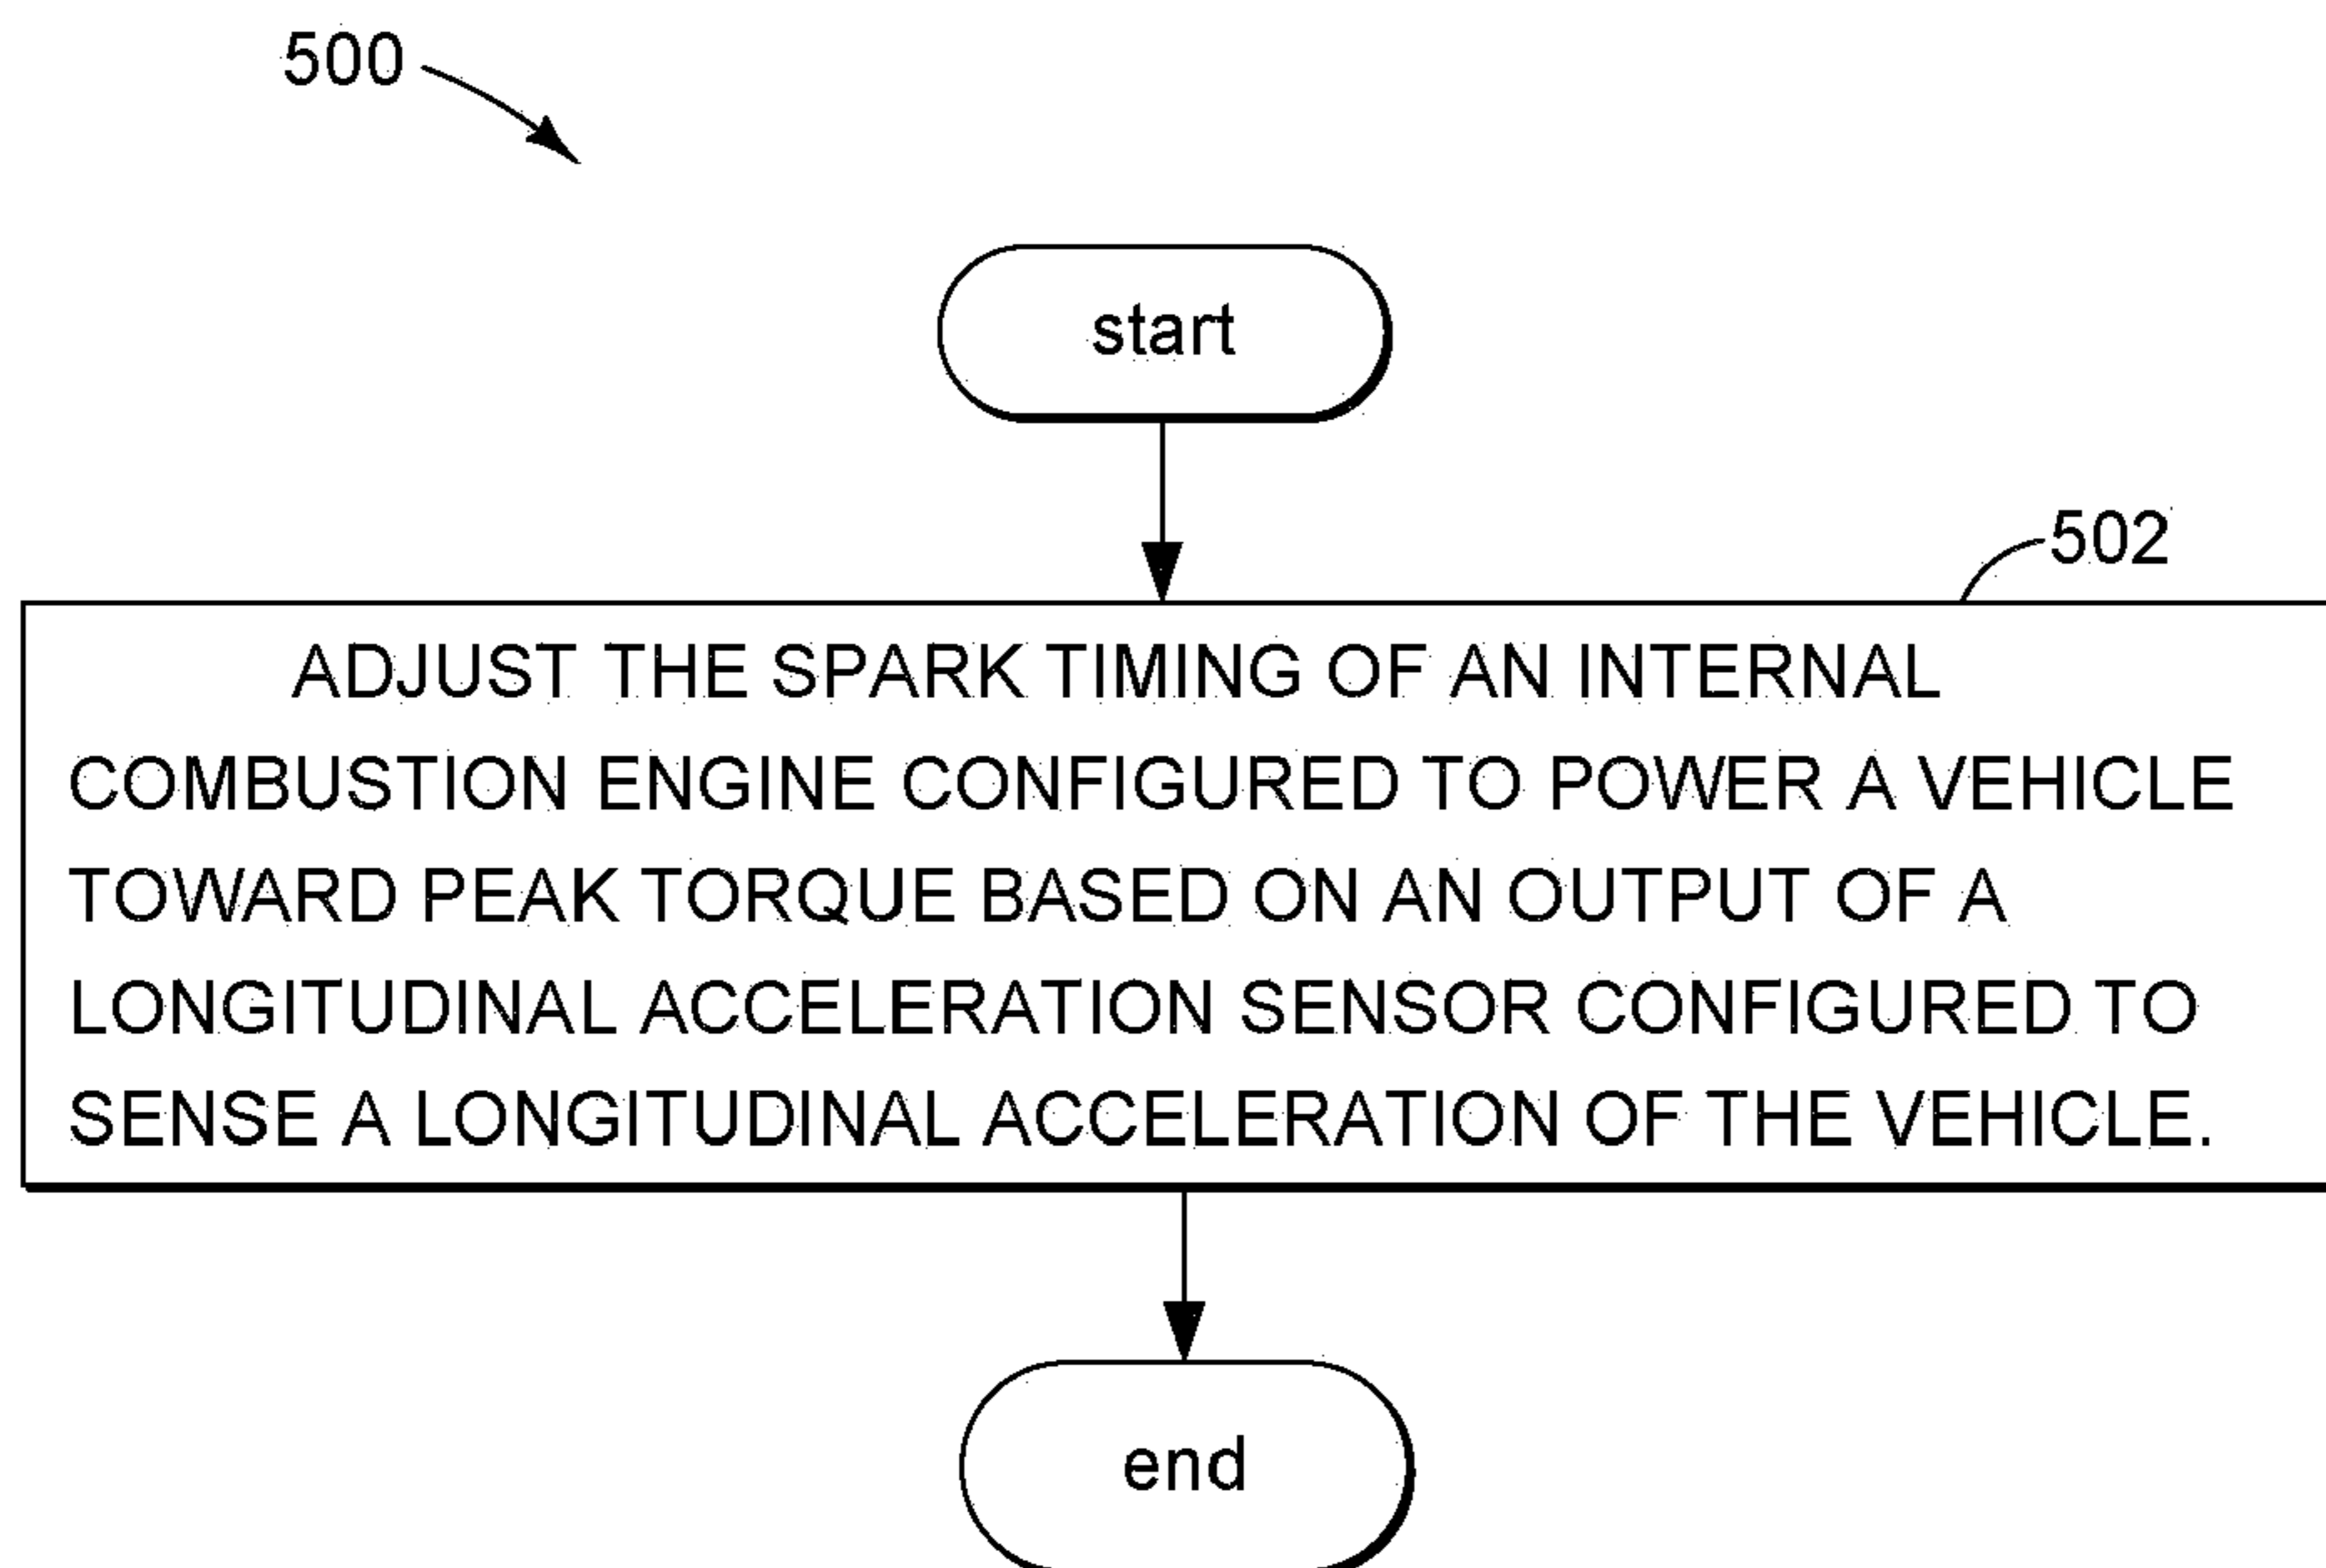 500
start
502
ADJUST THE SPARK TIMING OF AN INTERNAL
COMBUSTION ENGINE CONFIGURED TO POWER A VEHICLE
TOWARD PEAK TORQUE BASED ON AN OUTPUT OF A
LONGITUDINAL ACCELERATION SENSOR CONFIGURED TO
SENSE A LONGITUDINAL ACCELERATION OF THE VEHICLE.
end